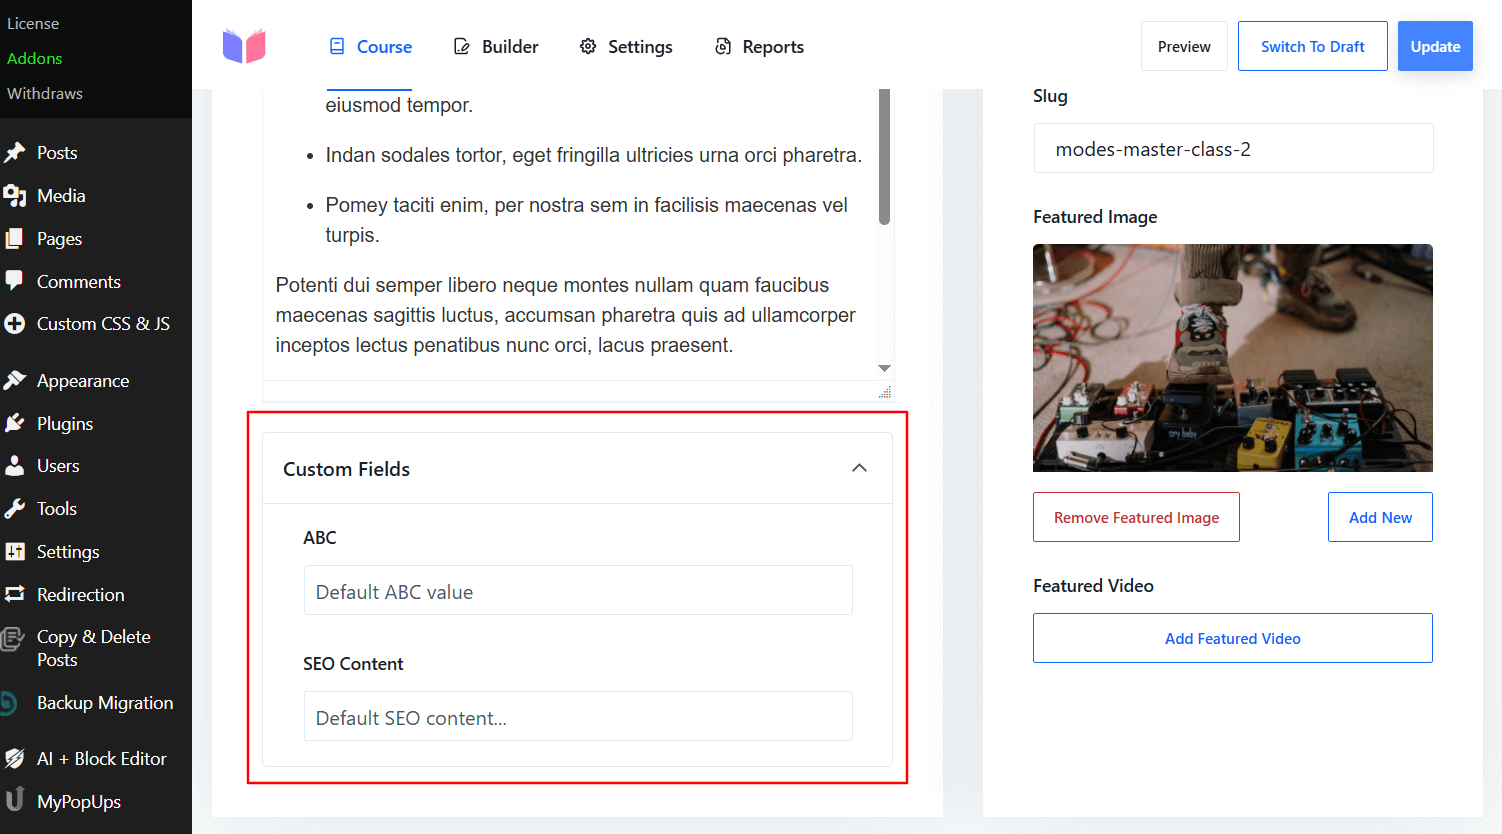 License
Addons
Withdraws
Posts
Media
Pages
Comments
Custom CSS & JS
Appearance
Plugins
Users
Tools
Settings
Redirection
Copy & Delete
Posts
Backup Migration
AI + Block Editor
MyPopUps
Course
Builder
Settings
Reports
Preview
Switch To Draft
Update
eiusmod tempor.
• Indan sodales tortor, eget fringilla ultricies urna orci pharetra.
• Pomey taciti enim, per nostra sem in facilisis maecenas vel
turpis.
Potenti dui semper libero neque montes nullam quam faucibus
maecenas sagittis luctus, accumsan pharetra quis ad ullamcorper
inceptos lectus penatibus nunc orci, lacus praesent.
Custom Fields
ABC
Default ABC value
SEO Content
Default SEO content...
Slug
modes-master-class-2
Featured Image
Remove Featured Image
Add New
Featured Video
Add Featured Video